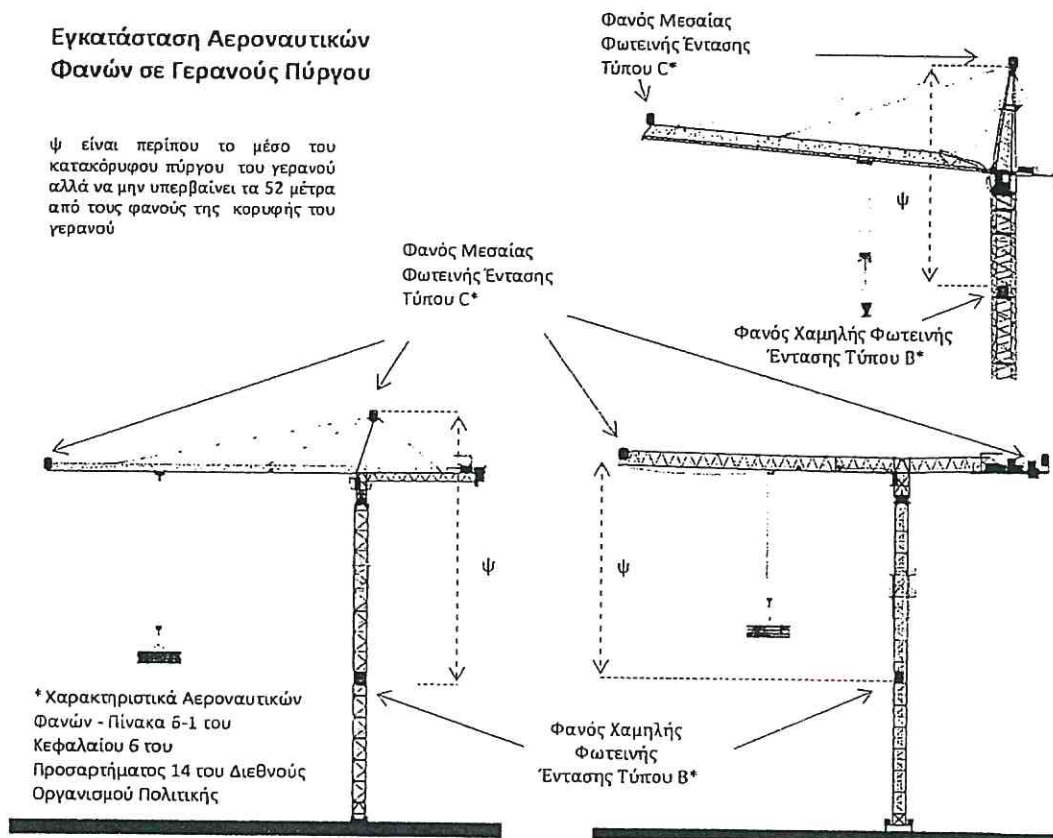 Εγκατάσταση Αεροναυτικών
Φανών σε Γερανούς Πύργου
ψ είναι περίπου το μέσο του
κατακόρυφου πύργου του γερανού
αλλά να μην υπερβαίνει τα 52 μέτρα
από τους φανούς της κορυφής του
γερανού
Φανός Μεσαίας
Φωτεινής Έντασης
Τύπου C*
ψ
Φανός Χαμηλής Φωτεινής
Έντασης Τύπου Β*
Φανός Μεσαίας
Φωτεινής Έντασης
Τύπου C*
ψ
ψ
* Χαρακτηριστικά Αεροναυτικών
Φανών - Πίνακα 6-1 του
Κεφαλαίου 6 του
Προσαρτήματος 14 του Διεθνούς
Οργανισμού Πολιτικής
Φανός Χαμηλής
Φωτεινής
Έντασης Τύπου Β*